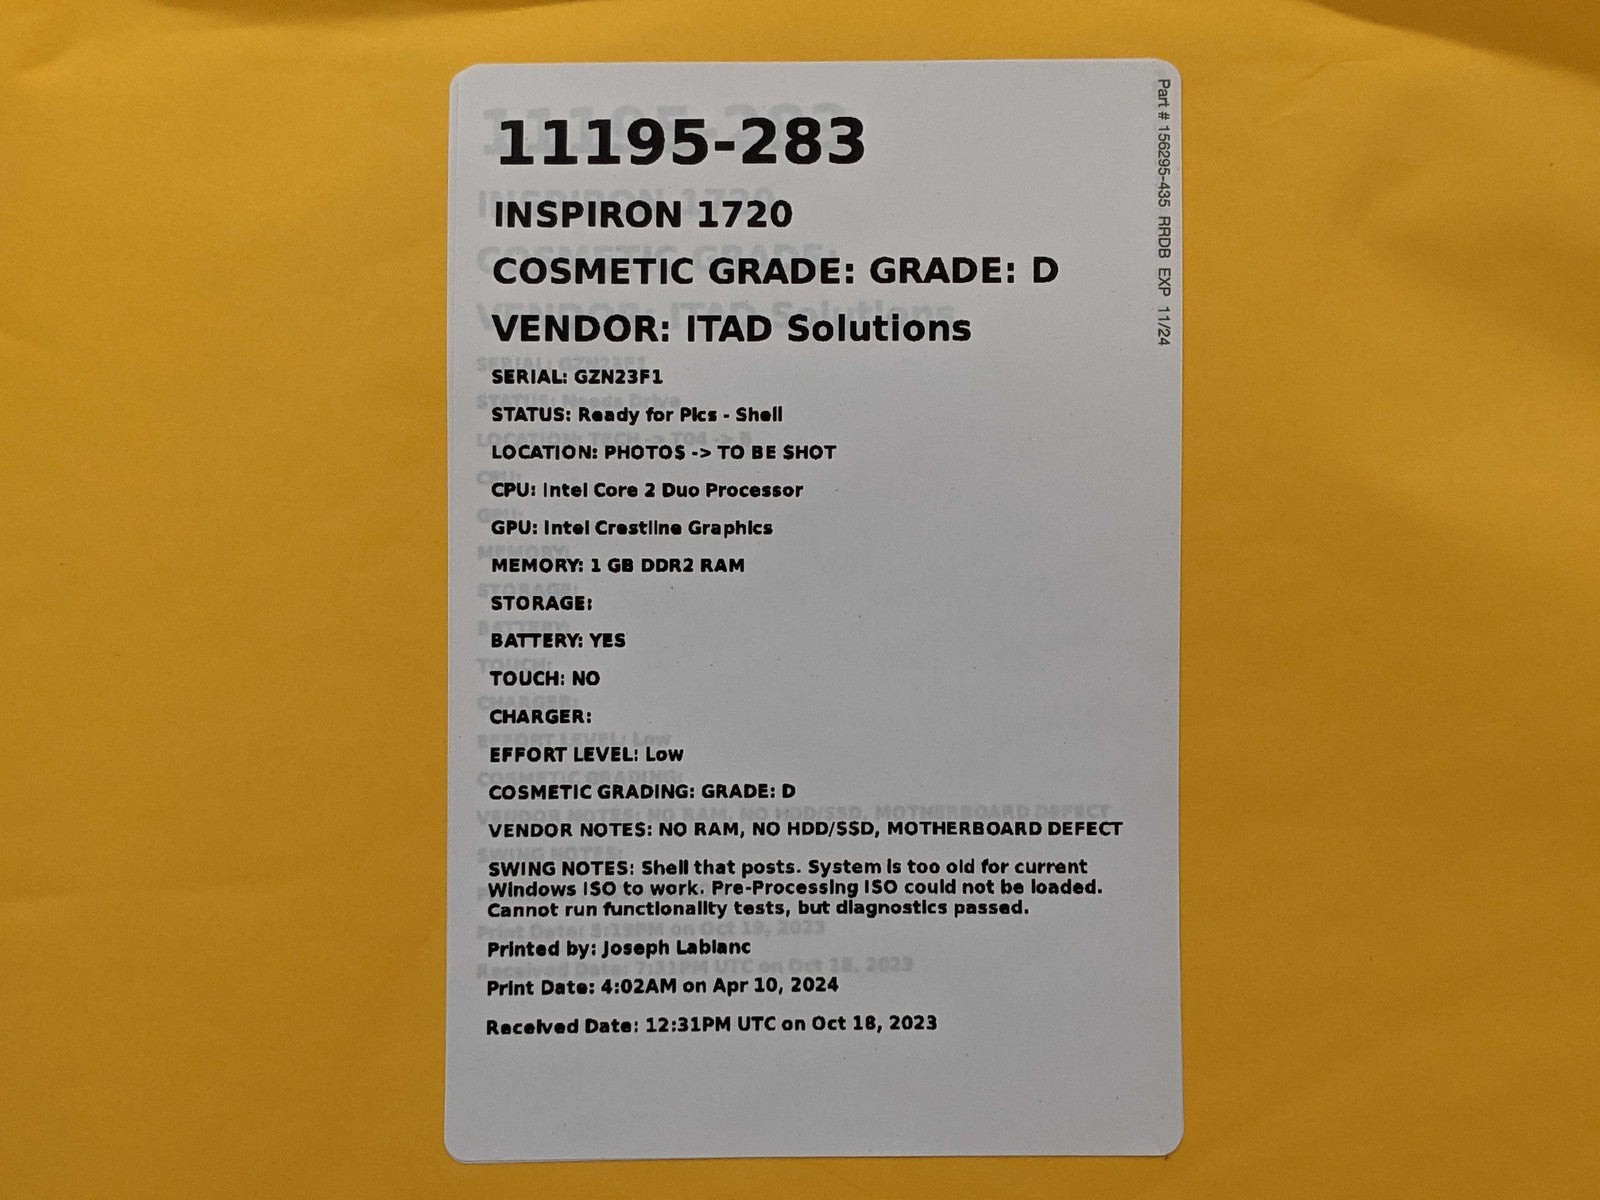 11195-283
INSPIRON 1720
COSMETIC GRADE: GRADE: D
VENDOR: ITAD Solutions
SERIAL: GZN23F1
STATUS: Ready for Pics - Shell
LOCATION: PHOTOS -> TO BE SHOT
CPU: Intel Core 2 Duo Processor
GPU: Intel Crestline Graphics
MEMORY: 1 GB DDR2 RAM
STORAGE:
BATTERY: YES
TOUCH: NO
CHARGER:
EFFORT LEVEL: Low
COSMETIC GRADING: GRADE: D
VENDOR NOTES: NO RAM, NO HDD/SSD, MOTHERBOARD DEFECT
SWING NOTES: Shell that posts. System is too old for current
Windows ISO to work. Pre-Processing ISO could not be loaded.
Cannot run functionality tests, but diagnostics passed.
Printed by: Joseph Lablanc
Print Date: 4:02AM on Apr 10, 2024
Received Date: 12:31PM UTC on Oct 18, 2023
Part # 156295-435 RRDB EXP 11/24